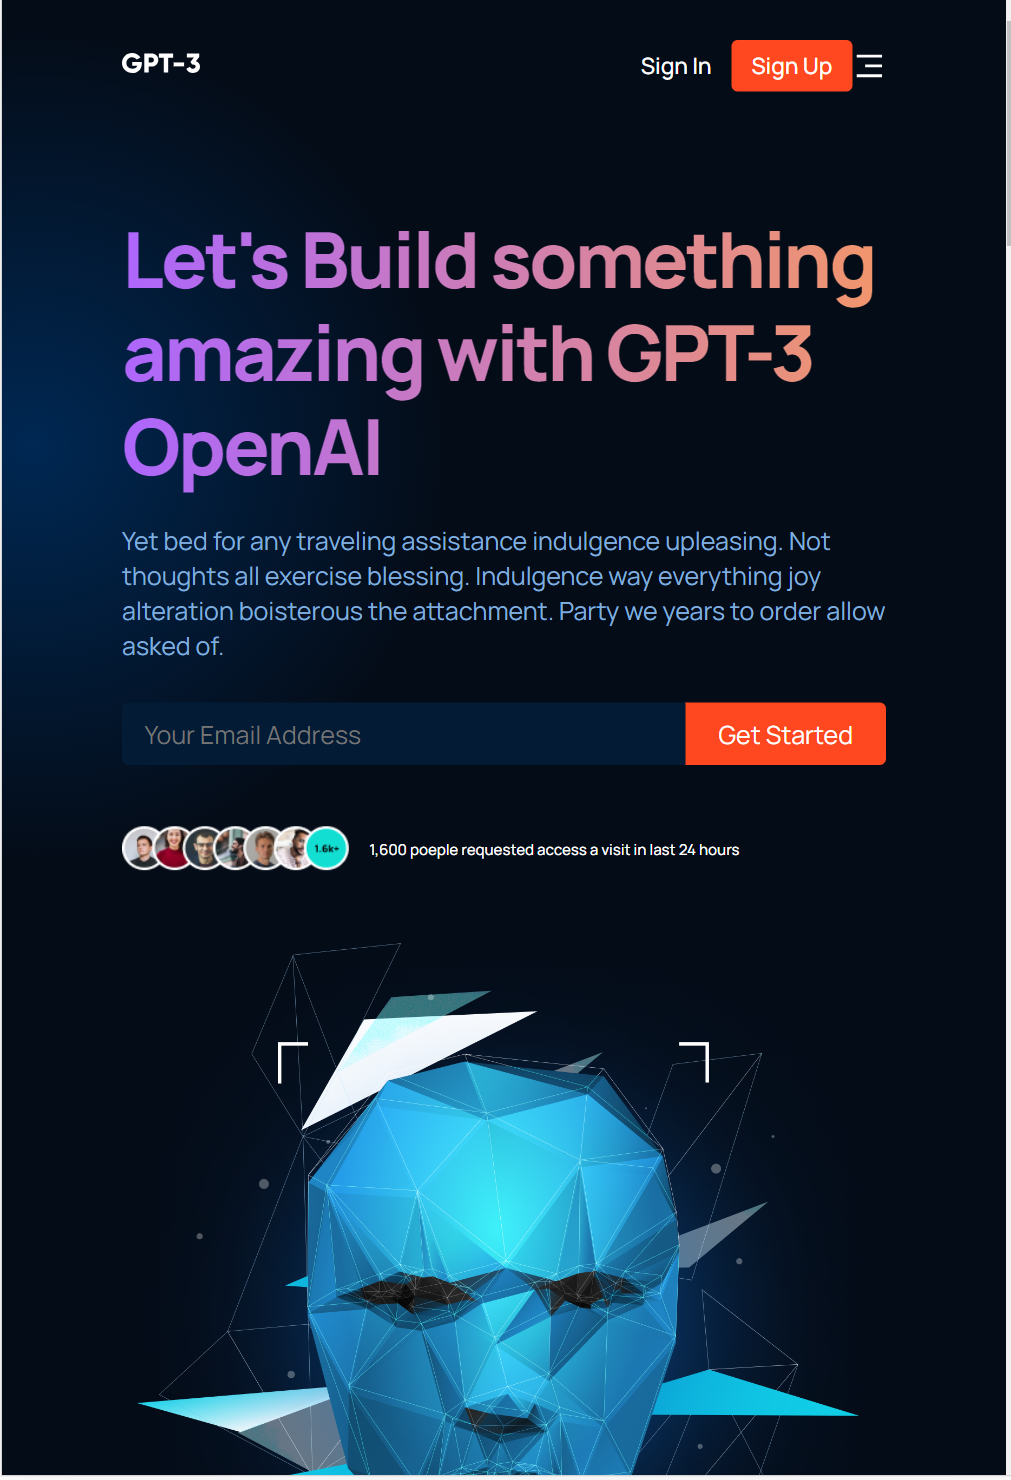 GPT-3
Sign In
Sign Up
Let's Build something
amazing with GPT-3
OpenAI
Yet bed for any traveling assistance indulgence upleasing. Not
thoughts all exercise blessing. Indulgence way everything joy
alteration boisterous the attachment. Party we years to order allow
asked of.
Your Email Address
Get Started
1.6k+
1,600 poeple requested access a visit in last 24 hours